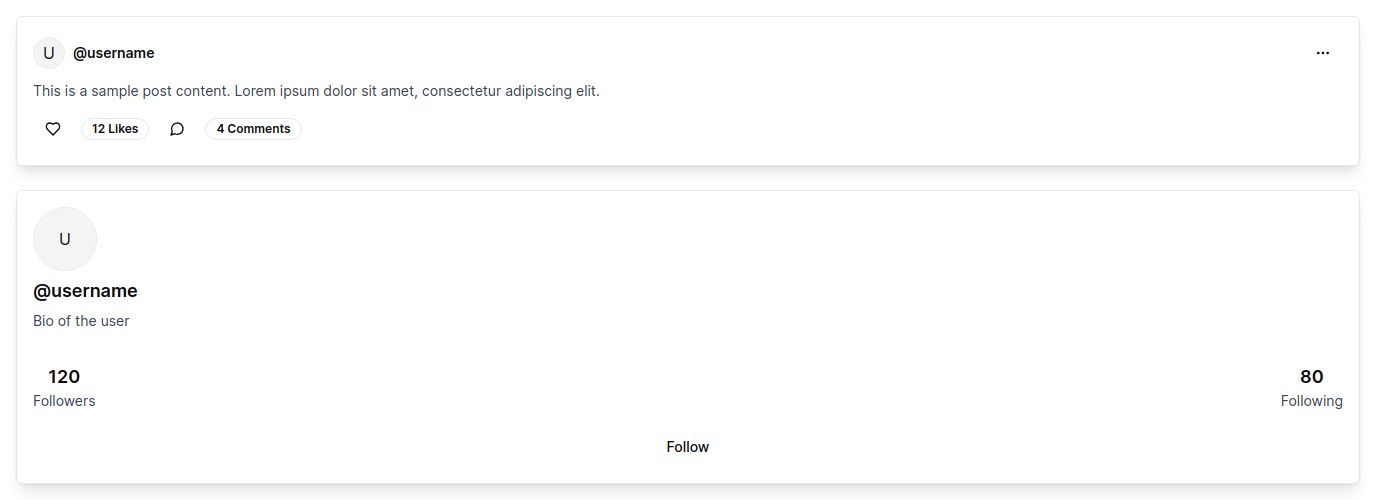 U @username
This is a sample post content. Lorem ipsum dolor sit amet, consectetur adipiscing elit.
12 Likes 4 Comments
U
@username
Bio of the user
120 80
Followers Following
Follow